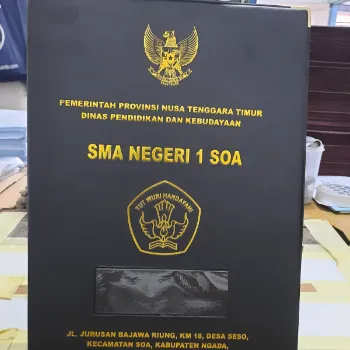 PEMERINTAH PROVINSI NUSA TENGGARA TIMUR
DINAS PENDIDIKAN DAN KEBUDAYAAN
SMA NEGERI 1 SOA
TUT WURI HANDAYANI
JL. JURUSAN BAJAWA RIUNG, KM 18, DESA SESO,
KECAMATAN SOA, KABUPATEN NGADA,